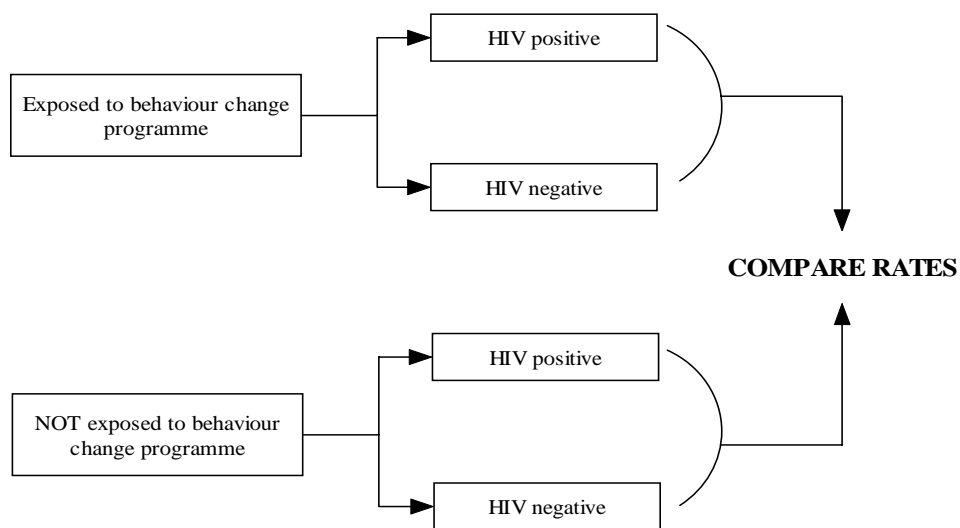 HIV positive
Exposed to behaviour change
programme
HIV negative
COMPARE RATES
HIV positive
NOT exposed to behaviour
change programme
HIV negative